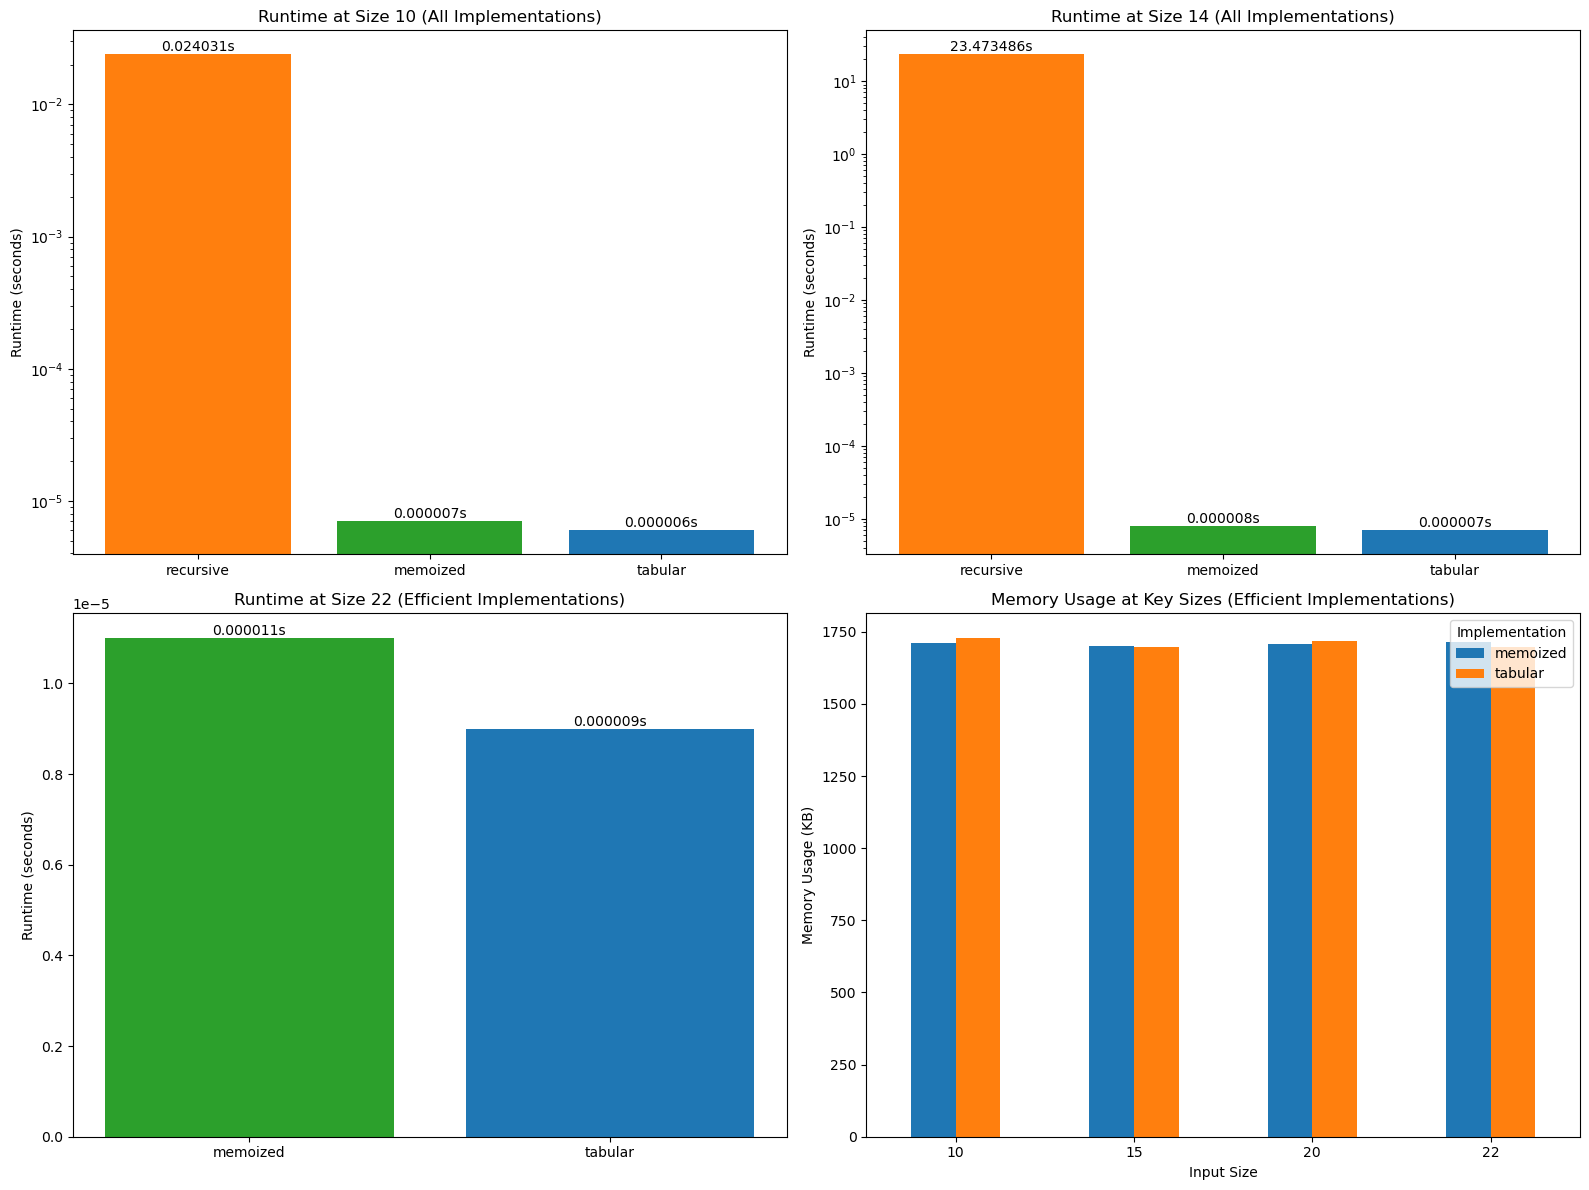 Runtime at Size 10 (All Implementations)
Runtime (seconds)
10⁻²
10⁻³
10⁻⁴
10⁻⁵
0.024031s
0.000007s
0.000006s
recursive
memoized
tabular
Runtime at Size 14 (All Implementations)
Runtime (seconds)
10¹
10⁰
10⁻¹
10⁻²
10⁻³
10⁻⁴
10⁻⁵
23.473486s
0.000008s
0.000007s
recursive
memoized
tabular
Runtime at Size 22 (Efficient Implementations)
1e−5
Runtime (seconds)
1.0
0.8
0.6
0.4
0.2
0.0
0.000011s
0.000009s
memoized
tabular
Memory Usage at Key Sizes (Efficient Implementations)
Memory Usage (KB)
1750
1500
1250
1000
750
500
250
0
Implementation
memoized
tabular
10
15
20
22
Input Size